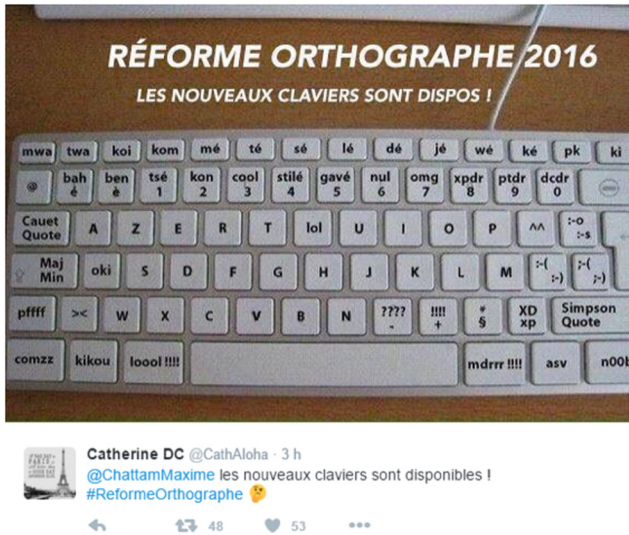 RÉFORME ORTHOGRAPHE 2016
LES NOUVEAUX CLAVIERS SONT DISPOS !
mwa twa koi kom mé té sé lé dé jé wé ké pk ki
@ bah é ben è tsé 1 kon 2 cool 3 stilé 4 gavé 5 nul 6 omg 7 xpdr 8 ptdr 9 dcdr 0
Cauet Quote A Z E R T lol U I O P ^^ :-o :-s
Maj Min oki S D F G H J K L M :-( :-) ;-( ;-)
pffff >< W X C V B N ???? - !!!! + * § XD xp Simpson Quote
comzz kikou loool !!!! mdrrr !!!! asv
Catherine DC @CathAloha · 3 h
@ChattamMaxime les nouveaux claviers sont disponibles !
#ReformeOrthographe 🤔
48 53